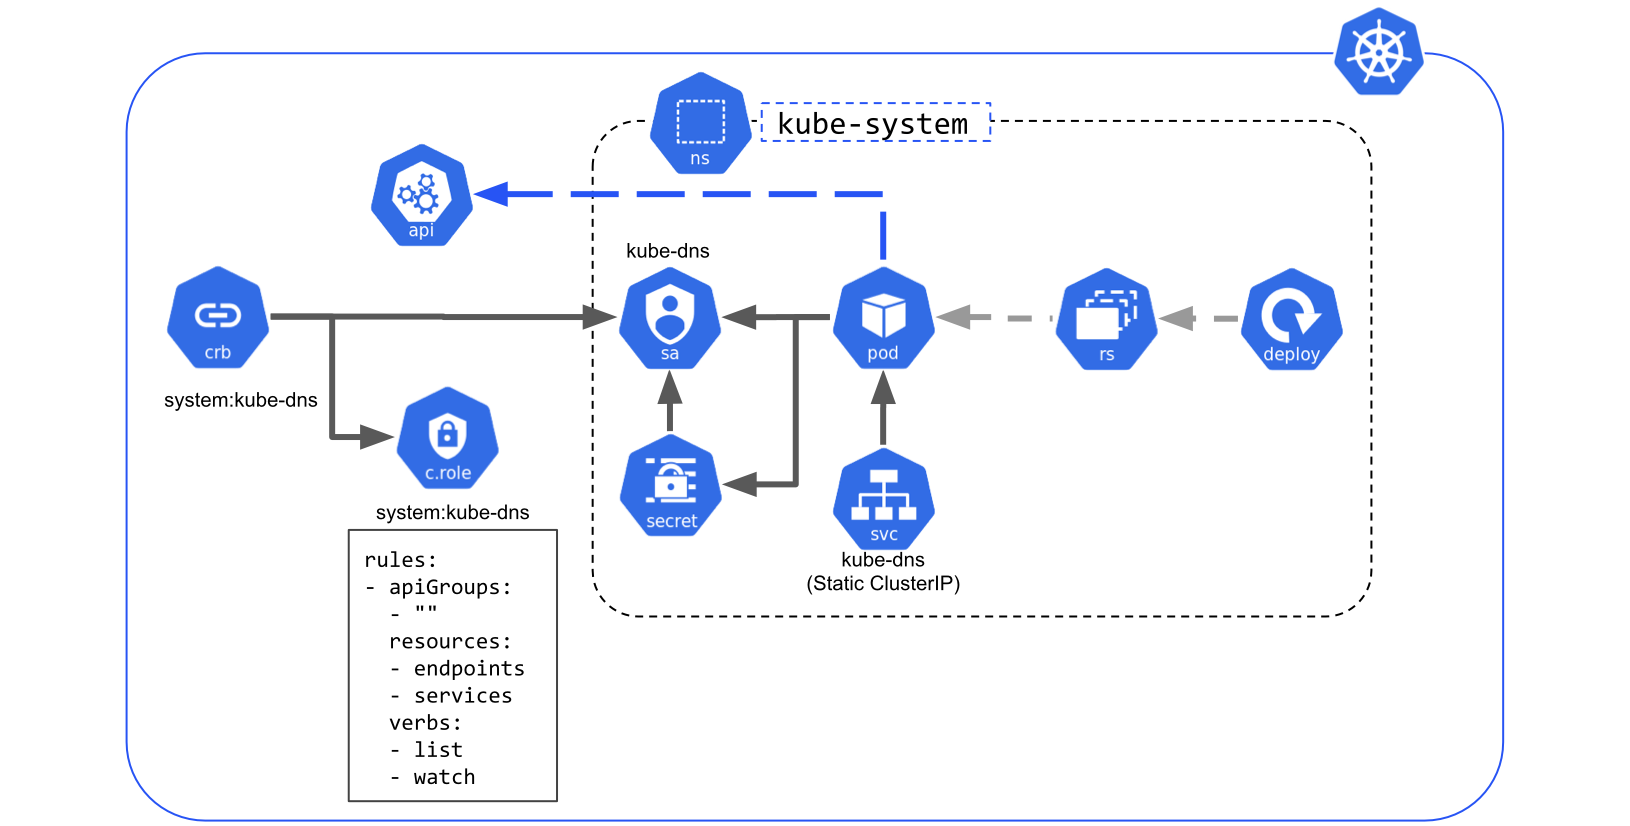 ns
kube-system
api
kube-dns
crb
sa
pod
rs
deploy
system:kube-dns
c.role
secret
svc
system:kube-dns
kube-dns
(Static ClusterIP)
rules:
- apiGroups:
  - ""
  resources:
  - endpoints
  - services
  verbs:
  - list
  - watch